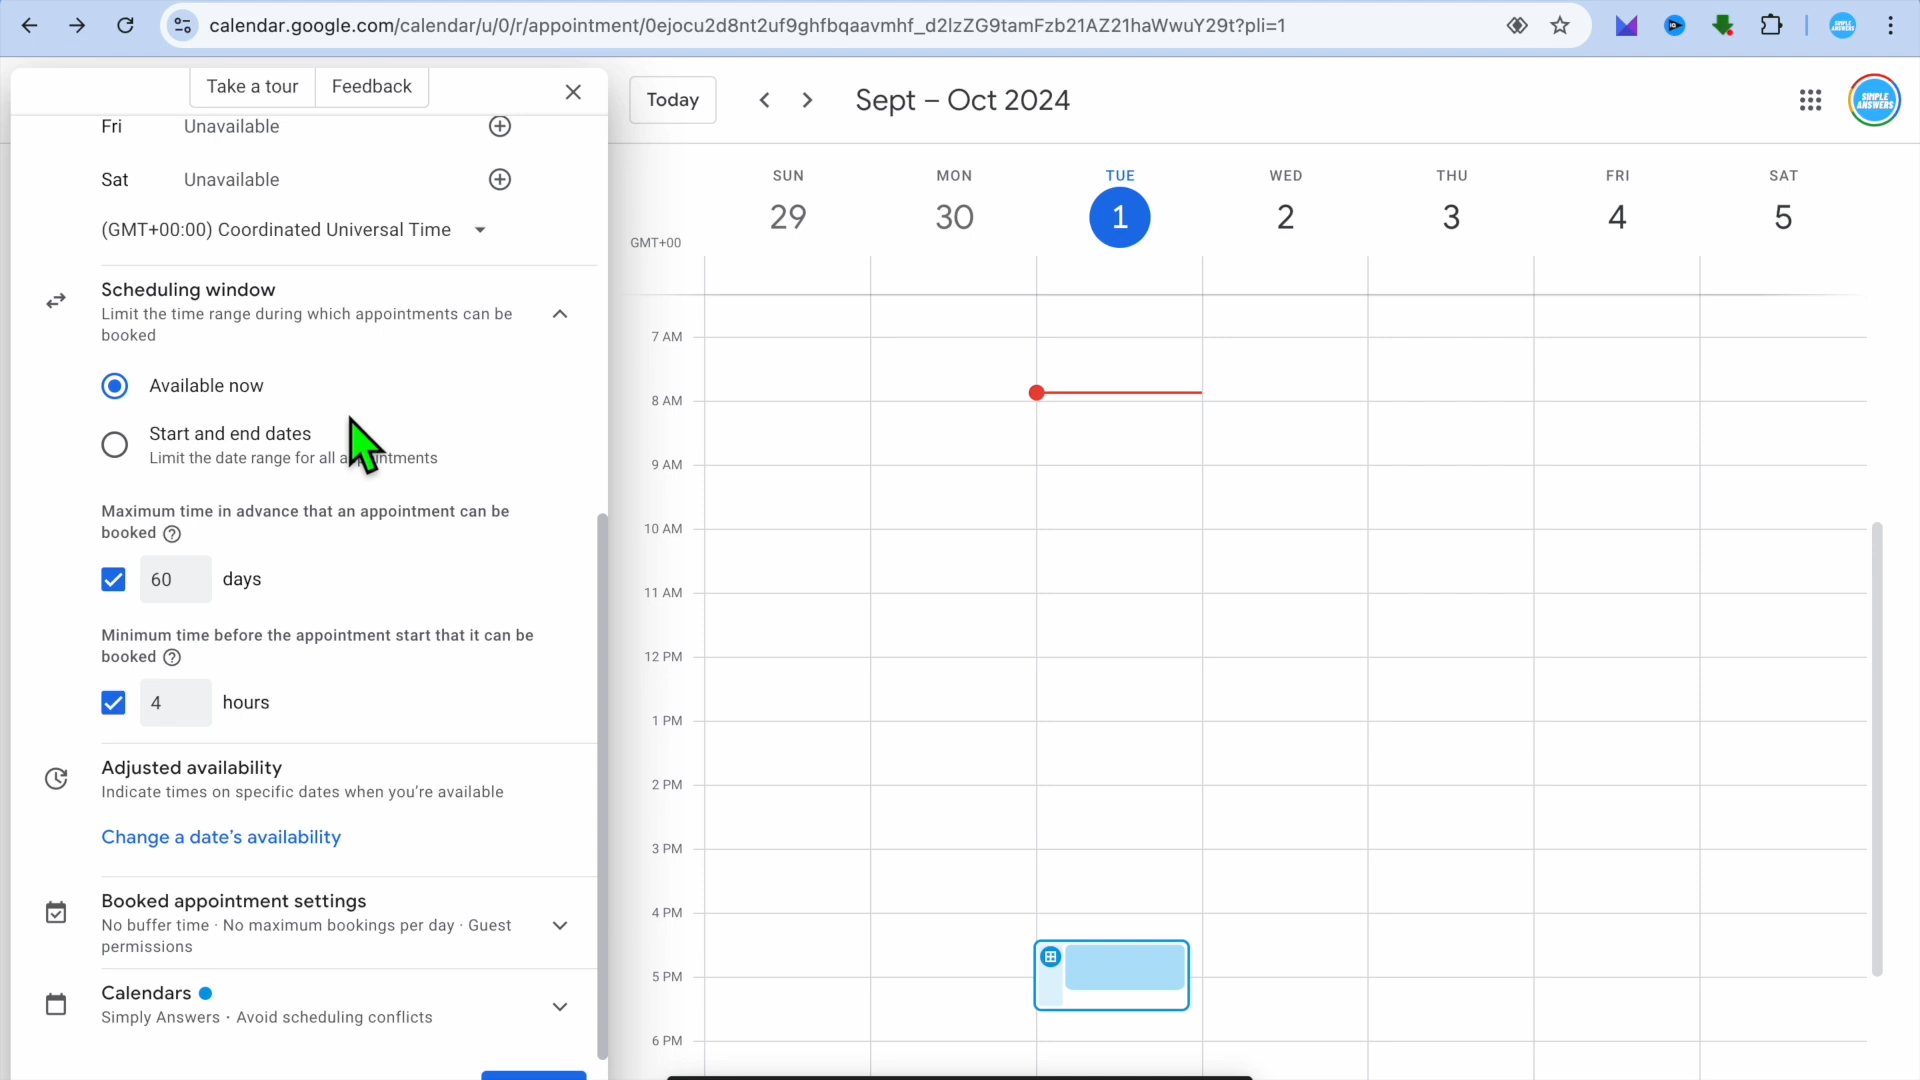 calendar.google.com/calendar/u/0/r/appointment/0ejocu2d8nt2uf9ghfbqaavmhf_d2lzZG9tamFzb21AZ21haWwuY29t?pli=1
Take a tour
Feedback
Today
Sept – Oct 2024
SIMPLE
ANSWERS
Fri
Unavailable
Sat
Unavailable
(GMT+00:00) Coordinated Universal Time
Scheduling window
Limit the time range during which appointments can be
booked
Available now
Start and end dates
Limit the date range for all appointments
Maximum time in advance that an appointment can be
booked
60
days
Minimum time before the appointment start that it can be
booked
4
hours
Adjusted availability
Indicate times on specific dates when you’re available
Change a date’s availability
Booked appointment settings
No buffer time · No maximum bookings per day · Guest
permissions
Calendars
Simply Answers · Avoid scheduling conflicts
SUN
MON
TUE
WED
THU
FRI
SAT
29
30
1
2
3
4
5
GMT+00
7 AM
8 AM
9 AM
10 AM
11 AM
12 PM
1 PM
2 PM
3 PM
4 PM
5 PM
6 PM